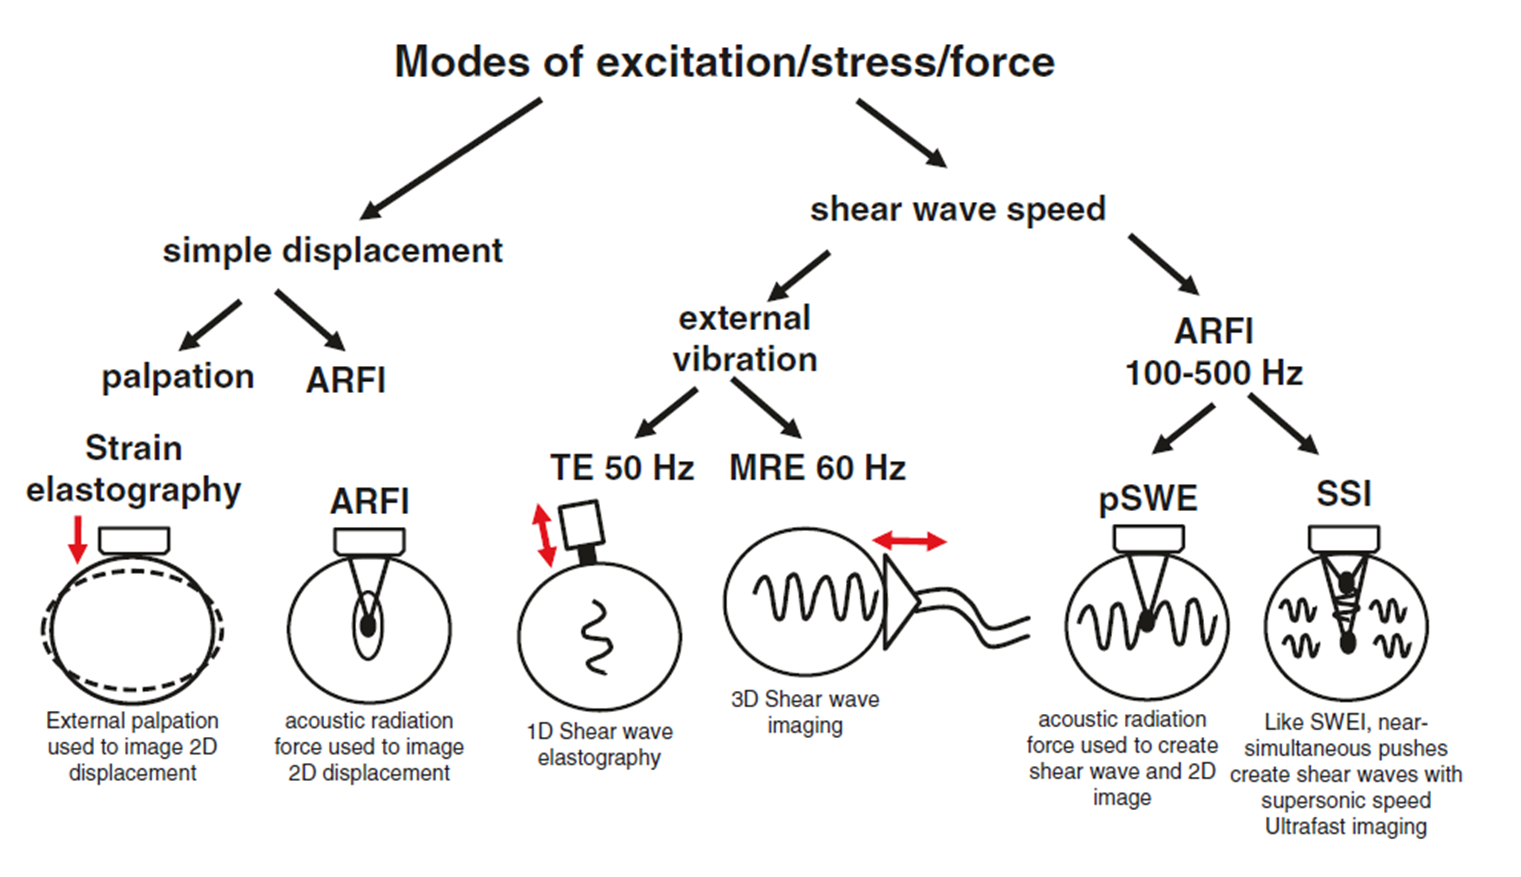 Modes of excitation/stress/force
simple displacement
shear wave speed
palpation
ARFI
external
vibration
ARFI
100-500 Hz
Strain
elastography
ARFI
TE 50 Hz
MRE 60 Hz
pSWE
SSI
External palpation
used to image 2D
displacement
acoustic radiation
force used to image
2D displacement
1D Shear wave
elastography
3D Shear wave
imaging
acoustic radiation
force used to create
shear wave and 2D
image
Like SWEI, near-
simultaneous pushes
create shear waves with
supersonic speed
Ultrafast imaging